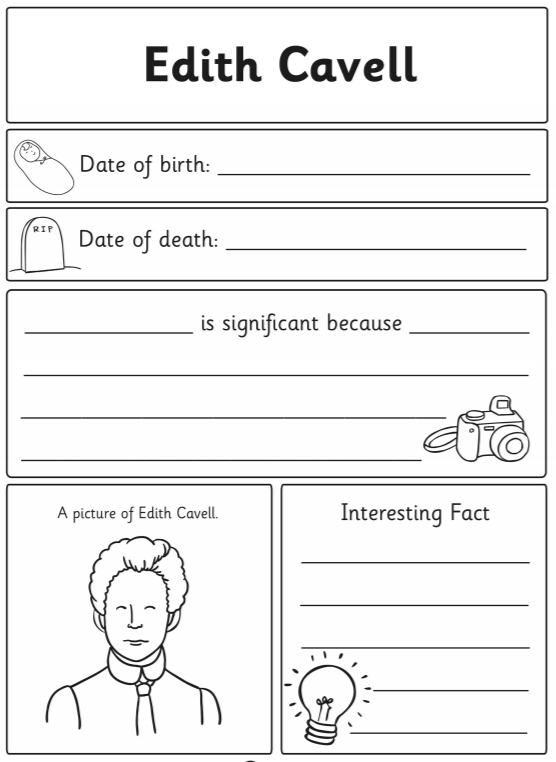 Edith Cavell
Date of birth:
RIP
Date of death:
is significant because
A picture of Edith Cavell.
Interesting Fact